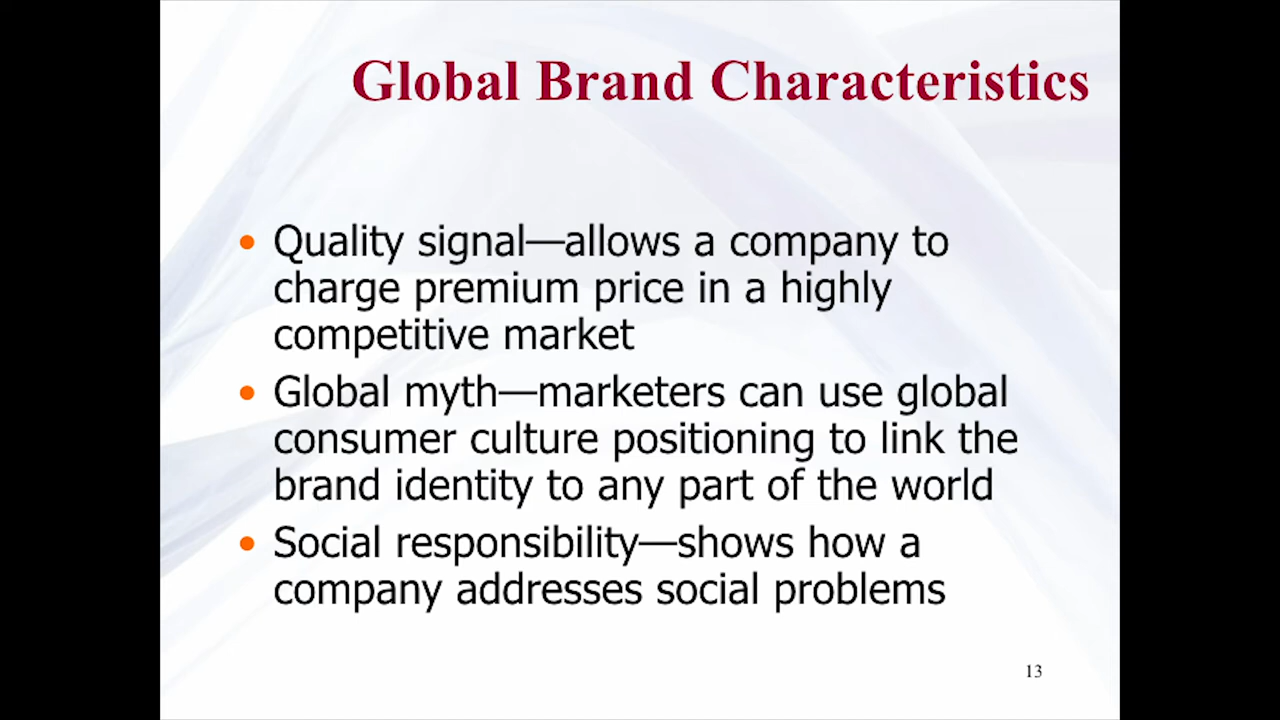 Global Brand Characteristics
• Quality signal—allows a company to
charge premium price in a highly
competitive market
• Global myth—marketers can use global
consumer culture positioning to link the
brand identity to any part of the world
• Social responsibility—shows how a
company addresses social problems
13